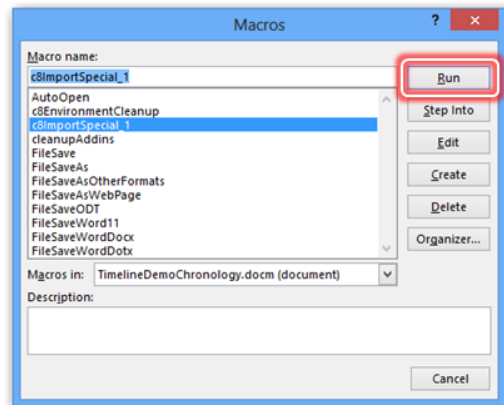 Macros
?
Macro name:
c8ImportSpecial_1
Run
AutoOpen
c8EnvironmentCleanup
c8ImportSpecial_1
cleanupAddins
FileSave
FileSaveAs
FileSaveAsOtherFormats
FileSaveAsWebPage
FileSaveODT
FileSaveWord11
FileSaveWordDocx
FileSaveWordDotx
Step Into
Edit
Create
Delete
Organizer...
Macros in: TimelineDemoChronology.docm (document)
Description:
Cancel